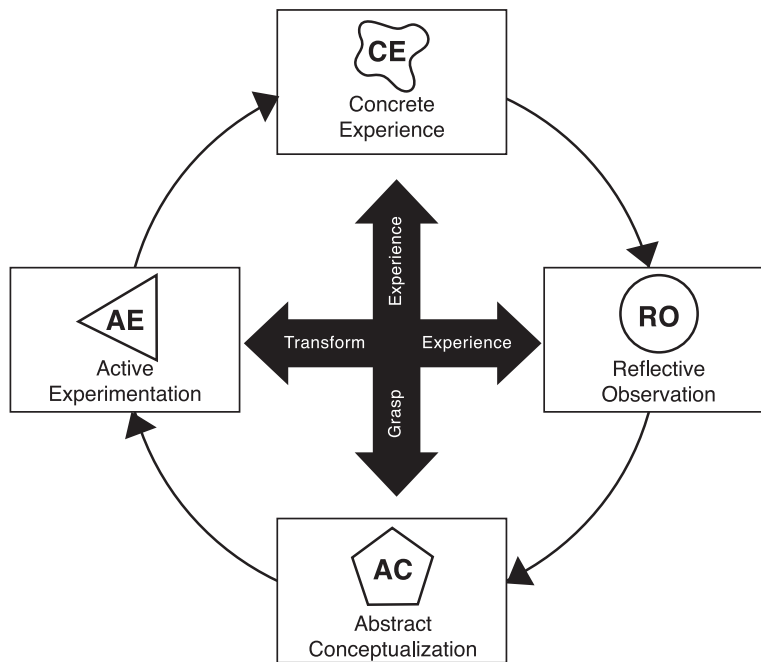 CE
Concrete
Experience
Experience
AE
Active
Experimentation
Transform
Experience
RO
Reflective
Observation
Grasp
AC
Abstract
Conceptualization